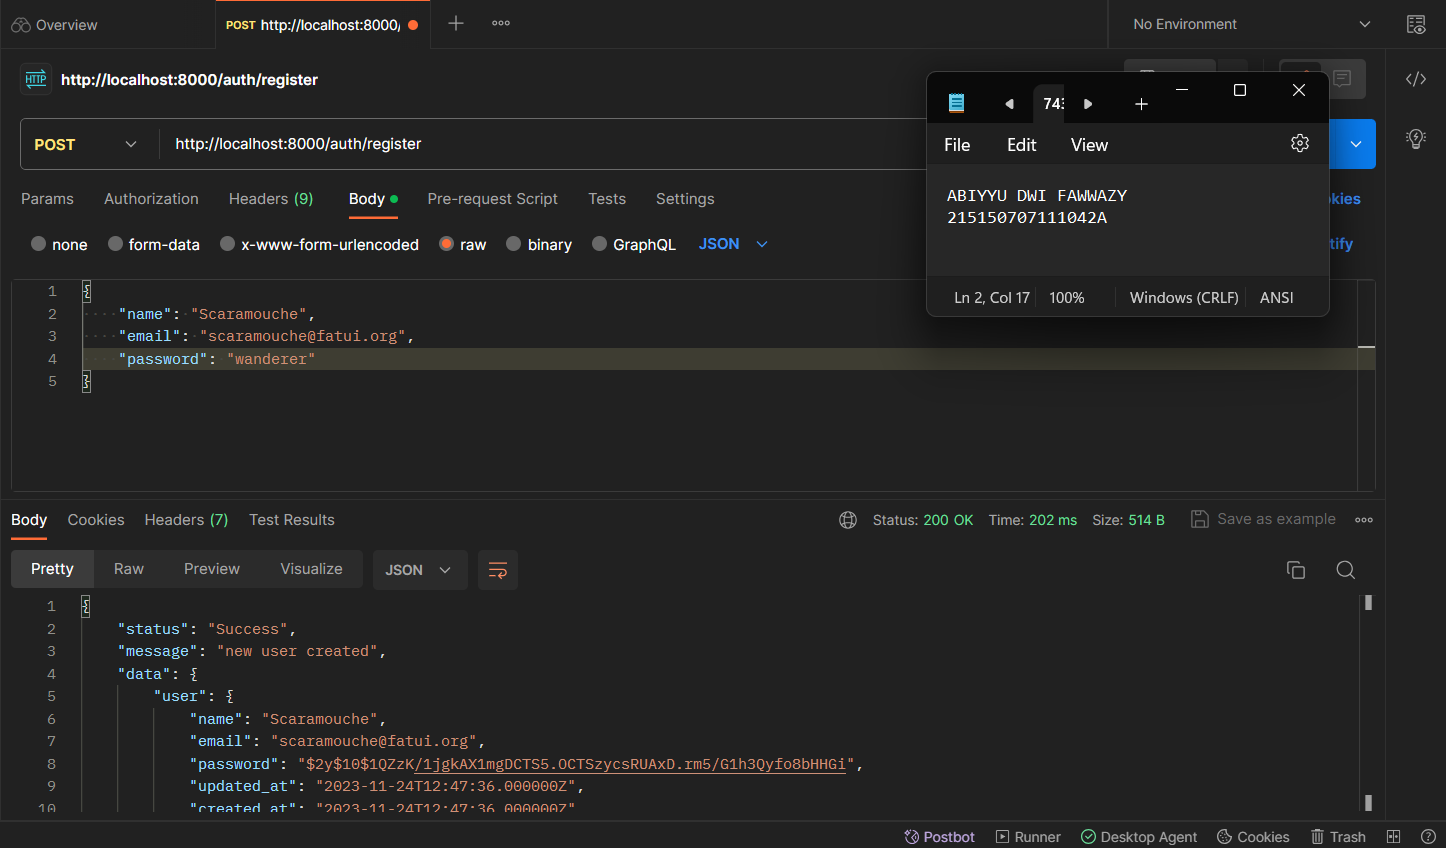 Overview
POST http://localhost:8000/
No Environment
HTTP http://localhost:8000/auth/register
POST http://localhost:8000/auth/register
Params Authorization Headers (9) Body Pre-request Script Tests Settings
none form-data x-www-form-urlencoded raw binary GraphQL JSON
1 {
2 "name": "Scaramouche",
3 "email": "scaramouche@fatui.org",
4 "password": "wanderer"
5 }
743
File Edit View
ABIYYU DWI FAWWAZY
215150707111042A
Ln 2, Col 17 100% Windows (CRLF) ANSI
kies
tify
Body Cookies Headers (7) Test Results
Status: 200 OK Time: 202 ms Size: 514 B Save as example
Pretty Raw Preview Visualize JSON
1 {
2 "status": "Success",
3 "message": "new user created",
4 "data": {
5 "user": {
6 "name": "Scaramouche",
7 "email": "scaramouche@fatui.org",
8 "password": "$2y$10$1QZzK/1jgkAX1mgDCTS5.OCTSzycsRUAxD.rm5/G1h3Qyfo8bHHGi",
9 "updated_at": "2023-11-24T12:47:36.000000Z",
10 "created_at": "2023-11-24T12:47:36.000000Z"
Postbot Runner Desktop Agent Cookies Trash